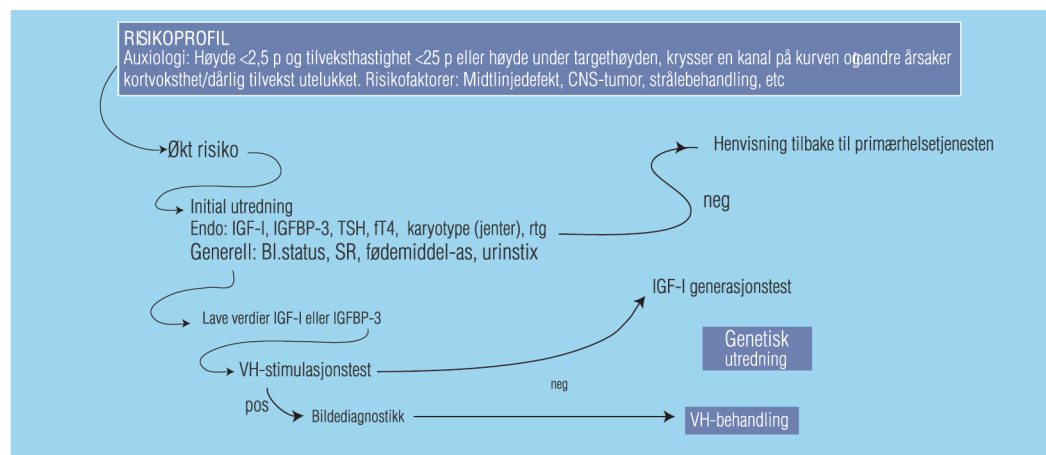 RISIKOPROFIL
Auxiologi: Høyde <2,5 p og tilveksthastighet <25 p eller høyde under targethøyden, krysser en kanal på kurven og andre årsaker
kortvoksthet/dårlig tilvekst utelukket. Risikofaktorer: Midtlinjedefekt, CNS-tumor, strålebehandling, etc
Økt risiko
Henvisning tilbake til primærhelsetjenesten
neg
Initial utredning
Endo: IGF-I, IGFBP-3, TSH, fT4, karyotype (jenter), rtg
Generell: Bl.status, SR, fødemiddel-as, urinstix
IGF-I generasjonstest
Lave verdier IGF-I eller IGFBP-3
Genetisk
utredning
VH-stimulasjonstest
neg
pos
Bildediagnostikk
VH-behandling